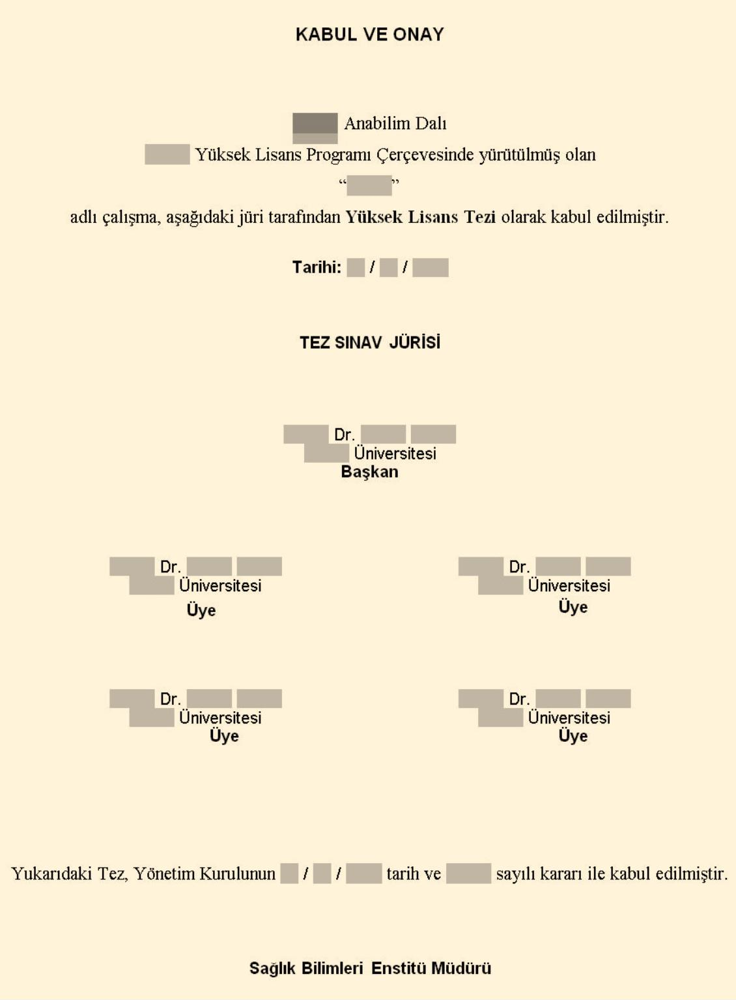 KABUL VE ONAY
Anabilim Dalı
Yüksek Lisans Programı Çerçevesinde yürütülmüş olan
“ ”
adlı çalışma, aşağıdaki jüri tarafından Yüksek Lisans Tezi olarak kabul edilmiştir.
Tarihi: / /
TEZ SINAV JÜRİSİ
Dr.
Üniversitesi
Başkan
Dr.
Üniversitesi
Üye
Dr.
Üniversitesi
Üye
Dr.
Üniversitesi
Üye
Dr.
Üniversitesi
Üye
Yukarıdaki Tez, Yönetim Kurulunun / / tarih ve sayılı kararı ile kabul edilmiştir.
Sağlık Bilimleri Enstitü Müdürü